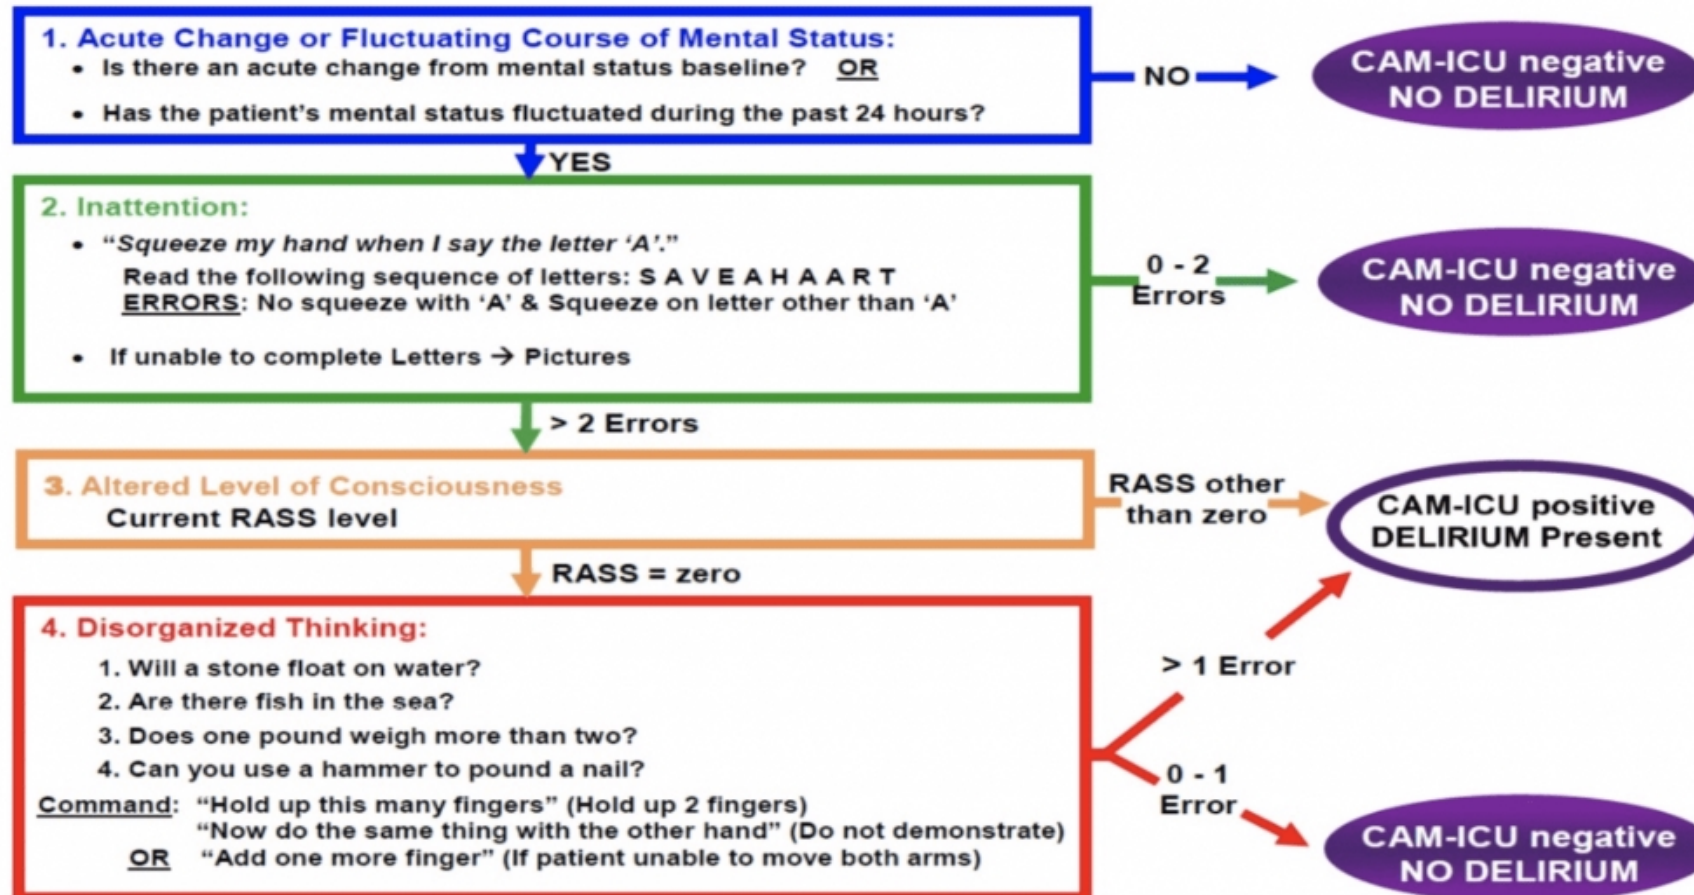 1. Acute Change or Fluctuating Course of Mental Status:
• Is there an acute change from mental status baseline? OR
• Has the patient's mental status fluctuated during the past 24 hours?
NO
CAM-ICU negative
NO DELIRIUM
YES
2. Inattention:
• “Squeeze my hand when I say the letter ‘A’.”
Read the following sequence of letters: S A V E A H A A R T
ERRORS: No squeeze with ‘A’ & Squeeze on letter other than ‘A’
• If unable to complete Letters → Pictures
0 - 2
Errors
CAM-ICU negative
NO DELIRIUM
> 2 Errors
3. Altered Level of Consciousness
Current RASS level
RASS other
than zero
CAM-ICU positive
DELIRIUM Present
RASS = zero
4. Disorganized Thinking:
1. Will a stone float on water?
2. Are there fish in the sea?
3. Does one pound weigh more than two?
4. Can you use a hammer to pound a nail?
Command: “Hold up this many fingers” (Hold up 2 fingers)
“Now do the same thing with the other hand” (Do not demonstrate)
OR “Add one more finger” (If patient unable to move both arms)
> 1 Error
0 - 1
Error
CAM-ICU negative
NO DELIRIUM